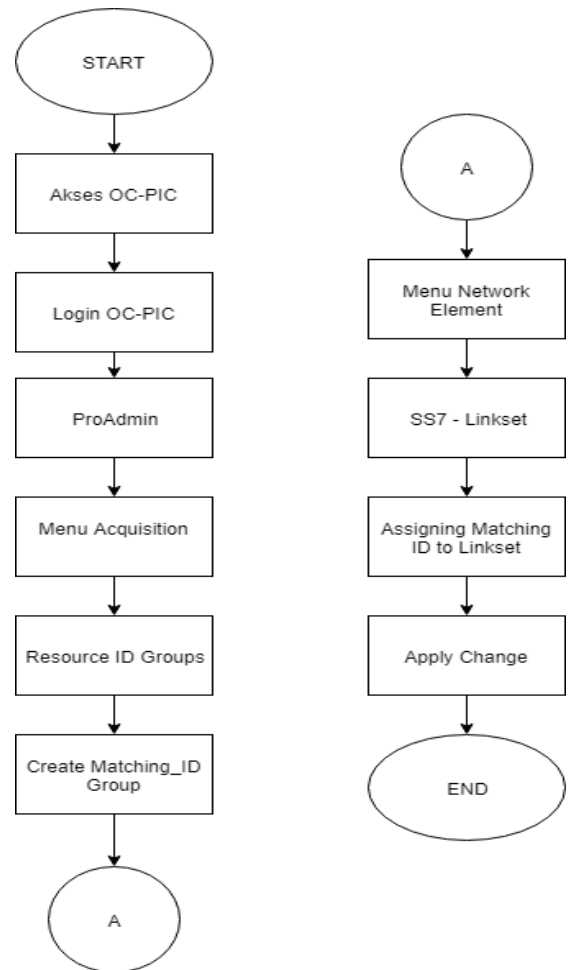 START
Akses OC-PIC
Login OC-PIC
ProAdmin
Menu Acquisition
Resource ID Groups
Create Matching_ID
Group
A
A
Menu Network
Element
SS7 - Linkset
Assigning Matching
ID to Linkset
Apply Change
END